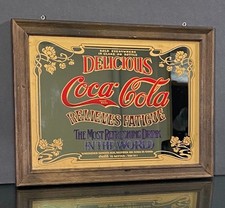 DELICIOUS
Coca-Cola
RELIEVES FATIGUE
THE MOST REFRESHING DRINK
IN THE WORLD